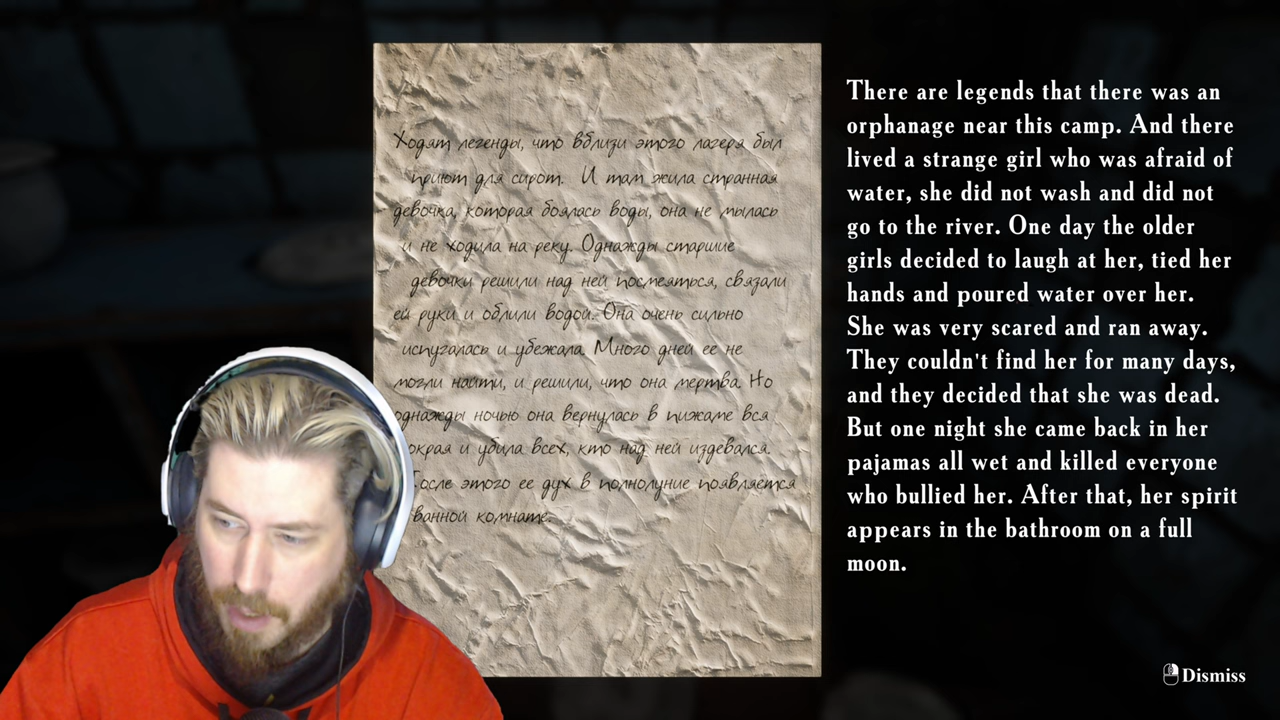 Ходят легенды, что вблизи этого лагеря был
приют для сирот. И там жила странная
девочка, которая боялась воды, она не мылась
и не ходила на реку. Однажды старшие
девочки решили над ней посмеяться, связали
ей руки и облили водой. Она очень сильно
испугалась и убежала. Много дней ее не
могли найти, и решили, что она мертва. Но
однажды ночью она вернулась в пижаме вся
и убила всех, кто над ней издевался.
этого ее дух в полнолуние появляется
ванной комнате.
There are legends that there was an
orphanage near this camp. And there
lived a strange girl who was afraid of
water, she did not wash and did not
go to the river. One day the older
girls decided to laugh at her, tied her
hands and poured water over her.
She was very scared and ran away.
They couldn't find her for many days,
and they decided that she was dead.
But one night she came back in her
pajamas all wet and killed everyone
who bullied her. After that, her spirit
appears in the bathroom on a full
moon.
Dismiss